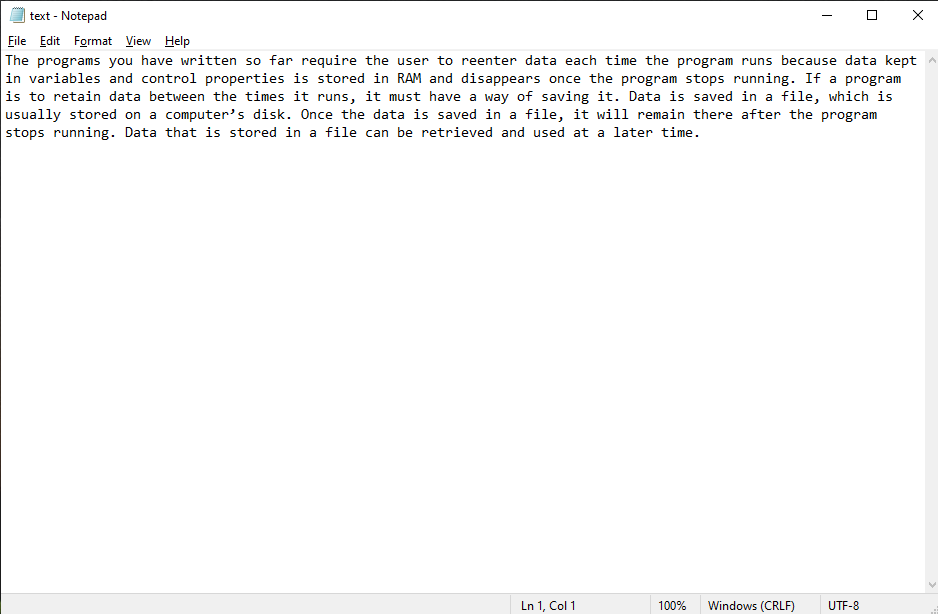 text - Notepad
File Edit Format View Help
The programs you have written so far require the user to reenter data each time the program runs because data kept
in variables and control properties is stored in RAM and disappears once the program stops running. If a program
is to retain data between the times it runs, it must have a way of saving it. Data is saved in a file, which is
usually stored on a computer’s disk. Once the data is saved in a file, it will remain there after the program
stops running. Data that is stored in a file can be retrieved and used at a later time.
Ln 1, Col 1 100% Windows (CRLF) UTF-8